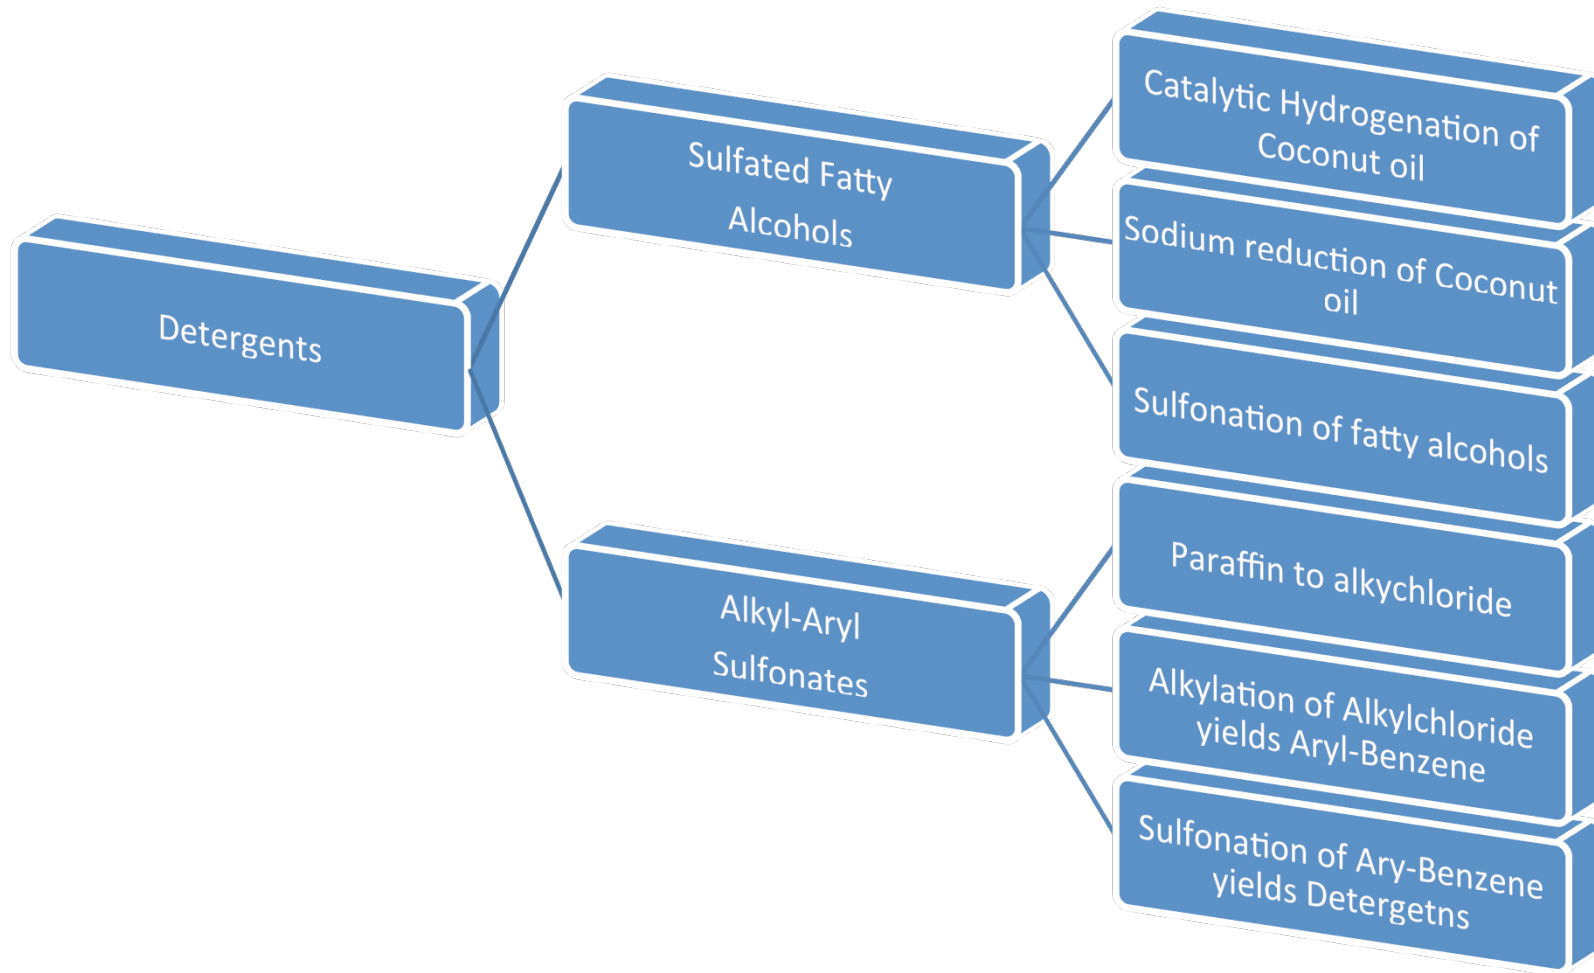 Detergents
Sulfated Fatty
Alcohols
Catalytic Hydrogenation of
Coconut oil
Sodium reduction of Coconut
oil
Sulfonation of fatty alcohols
Alkyl-Aryl
Sulfonates
Paraffin to alkychloride
Alkylation of Alkylchloride
yields Aryl-Benzene
Sulfonation of Ary-Benzene
yields Detergetns